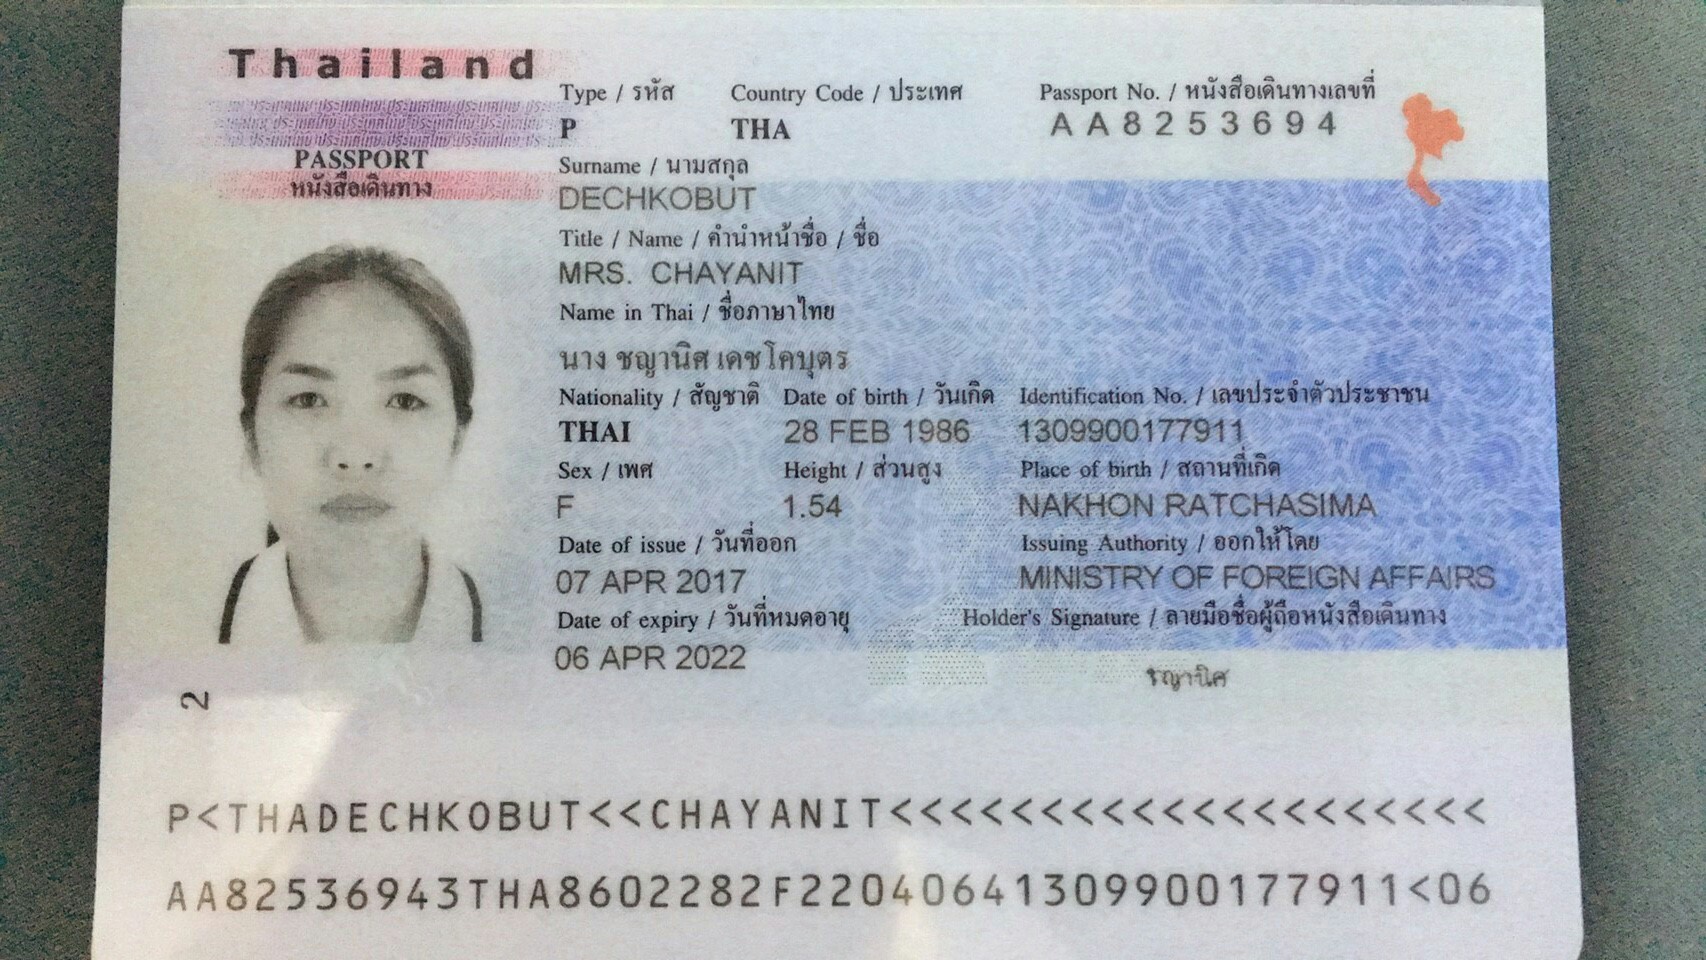 Thailand
Type / รหัส Country Code / ประเทศ Passport No. / หนังสือเดินทางเลขที่
P THA AA8253694
PASSPORT
หนังสือเดินทาง
Surname / นามสกุล
DECHKOBUT
Title / Name / คำนำหน้าชื่อ / ชื่อ
MRS. CHAYANIT
Name in Thai / ชื่อภาษาไทย
นาง ชญานิศ เดชโคบุตร
Nationality / สัญชาติ Date of birth / วันเกิด Identification No. / เลขประจำตัวประชาชน
THAI 28 FEB 1986 1309900177911
Sex / เพศ Height / ส่วนสูง Place of birth / สถานที่เกิด
F 1.54 NAKHON RATCHASIMA
Date of issue / วันที่ออก Issuing Authority / ออกให้โดย
07 APR 2017 MINISTRY OF FOREIGN AFFAIRS
Date of expiry / วันที่หมดอายุ Holder's Signature / ลายมือชื่อผู้ถือหนังสือเดินทาง
06 APR 2022
2
P<THADECHKOBUT<<CHAYANIT<<<<<<<<<<<<<<<<<<<<
AA82536943THA8602282F22040641309900177911<06